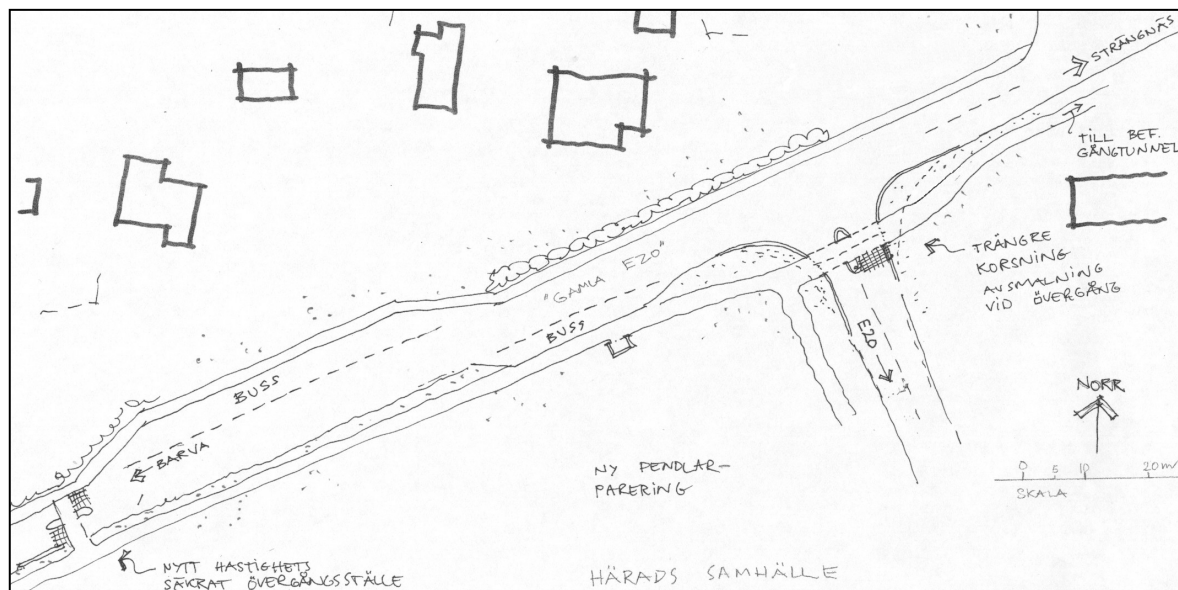 STRÄNGNÄS
TILL BEF.
GÅNGTUNNEL
"GAMLA E20"
TRÄNGRE
KORSNING
AVSMALNING
VID ÖVERGÅNG
BUSS
E20
BUSS
NORR
BARVA
0 5 10 20m
SKALA
NY PENDLAR-
PARERING
NYTT HASTIGHETS
SÄKRAT ÖVERGÅNGSSTÄLLE
HÄRADS SAMHÄLLE